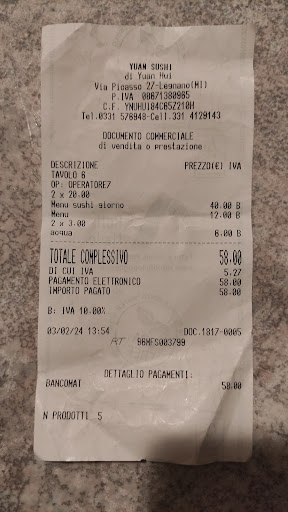 YUAN SUSHI
di Yuan Hui
Via Picasso 27-Legnano(MI)
P.IVA 08671380965
C.F. YNUHUI84C65Z210H
Tel.0331 576948-Cell.331 4129143
DOCUMENTO COMMERCIALE
di vendita o prestazione
DESCRIZIONE PREZZO(€) IVA
TAVOLO 6
OP: OPERATORE7
2 x 20.00
Menu sushi giorno 40.00 B
Menu 12.00 B
2 x 3.00
acqua 6.00 B
TOTALE COMPLESSIVO 58.00
DI CUI IVA 5.27
PAGAMENTO ELETTRONICO 58.00
IMPORTO PAGATO 58.00
B: IVA 10.00%
03/02/24 13:54 DOC.1817-0005
RT 96MFS003799
DETTAGLIO PAGAMENTI:
BANCOMAT 58.00
N PRODOTTI 5